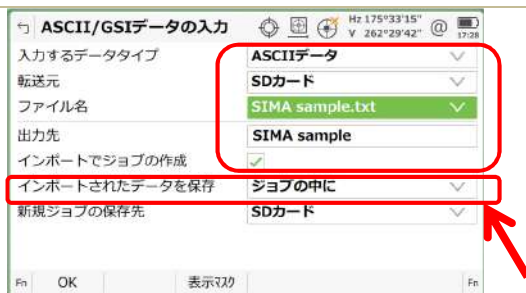 ASCII/GSIデータの入力
Hz 175°33'15"
V 262°29'42"
17:28
入力するデータタイプ ASCIIデータ
転送元 SDカード
ファイル名 SIMA sample.txt
出力先 SIMA sample
インポートでジョブの作成
インポートされたデータを保存 ジョブの中に
新規ジョブの保存先 SDカード
Fn OK 表示マスク Fn